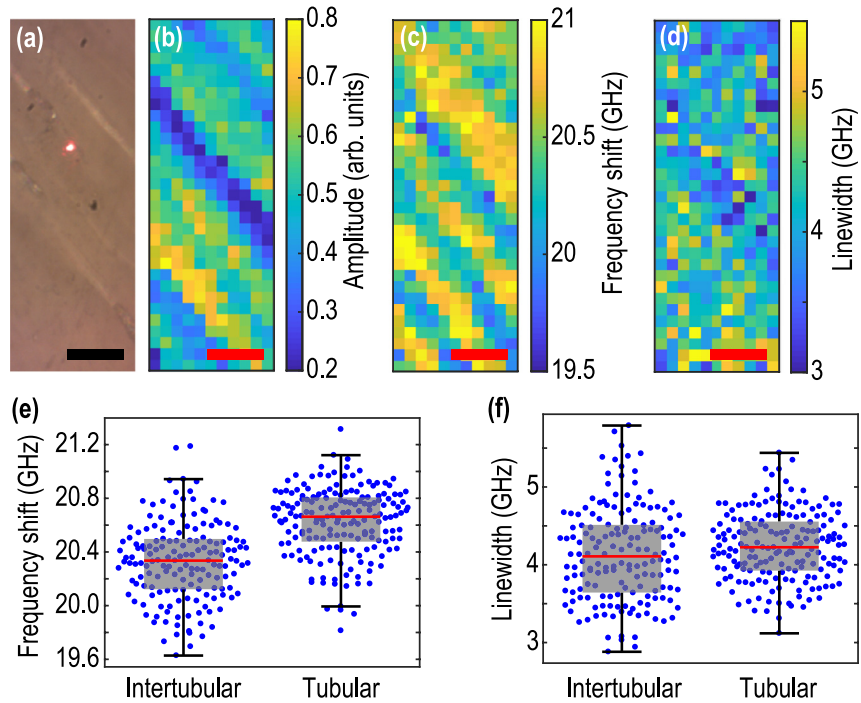 (a)
(b)
0.8
0.7
0.6
0.5
0.4
0.3
0.2
Amplitude (arb. units)
(c)
21
20.5
20
19.5
Frequency shift (GHz)
(d)
5
4
3
Linewidth (GHz)
(e)
21.2
20.8
20.4
20.0
19.6
Frequency shift (GHz)
Intertubular
Tubular
(f)
5
4
3
Linewidth (GHz)
Intertubular
Tubular